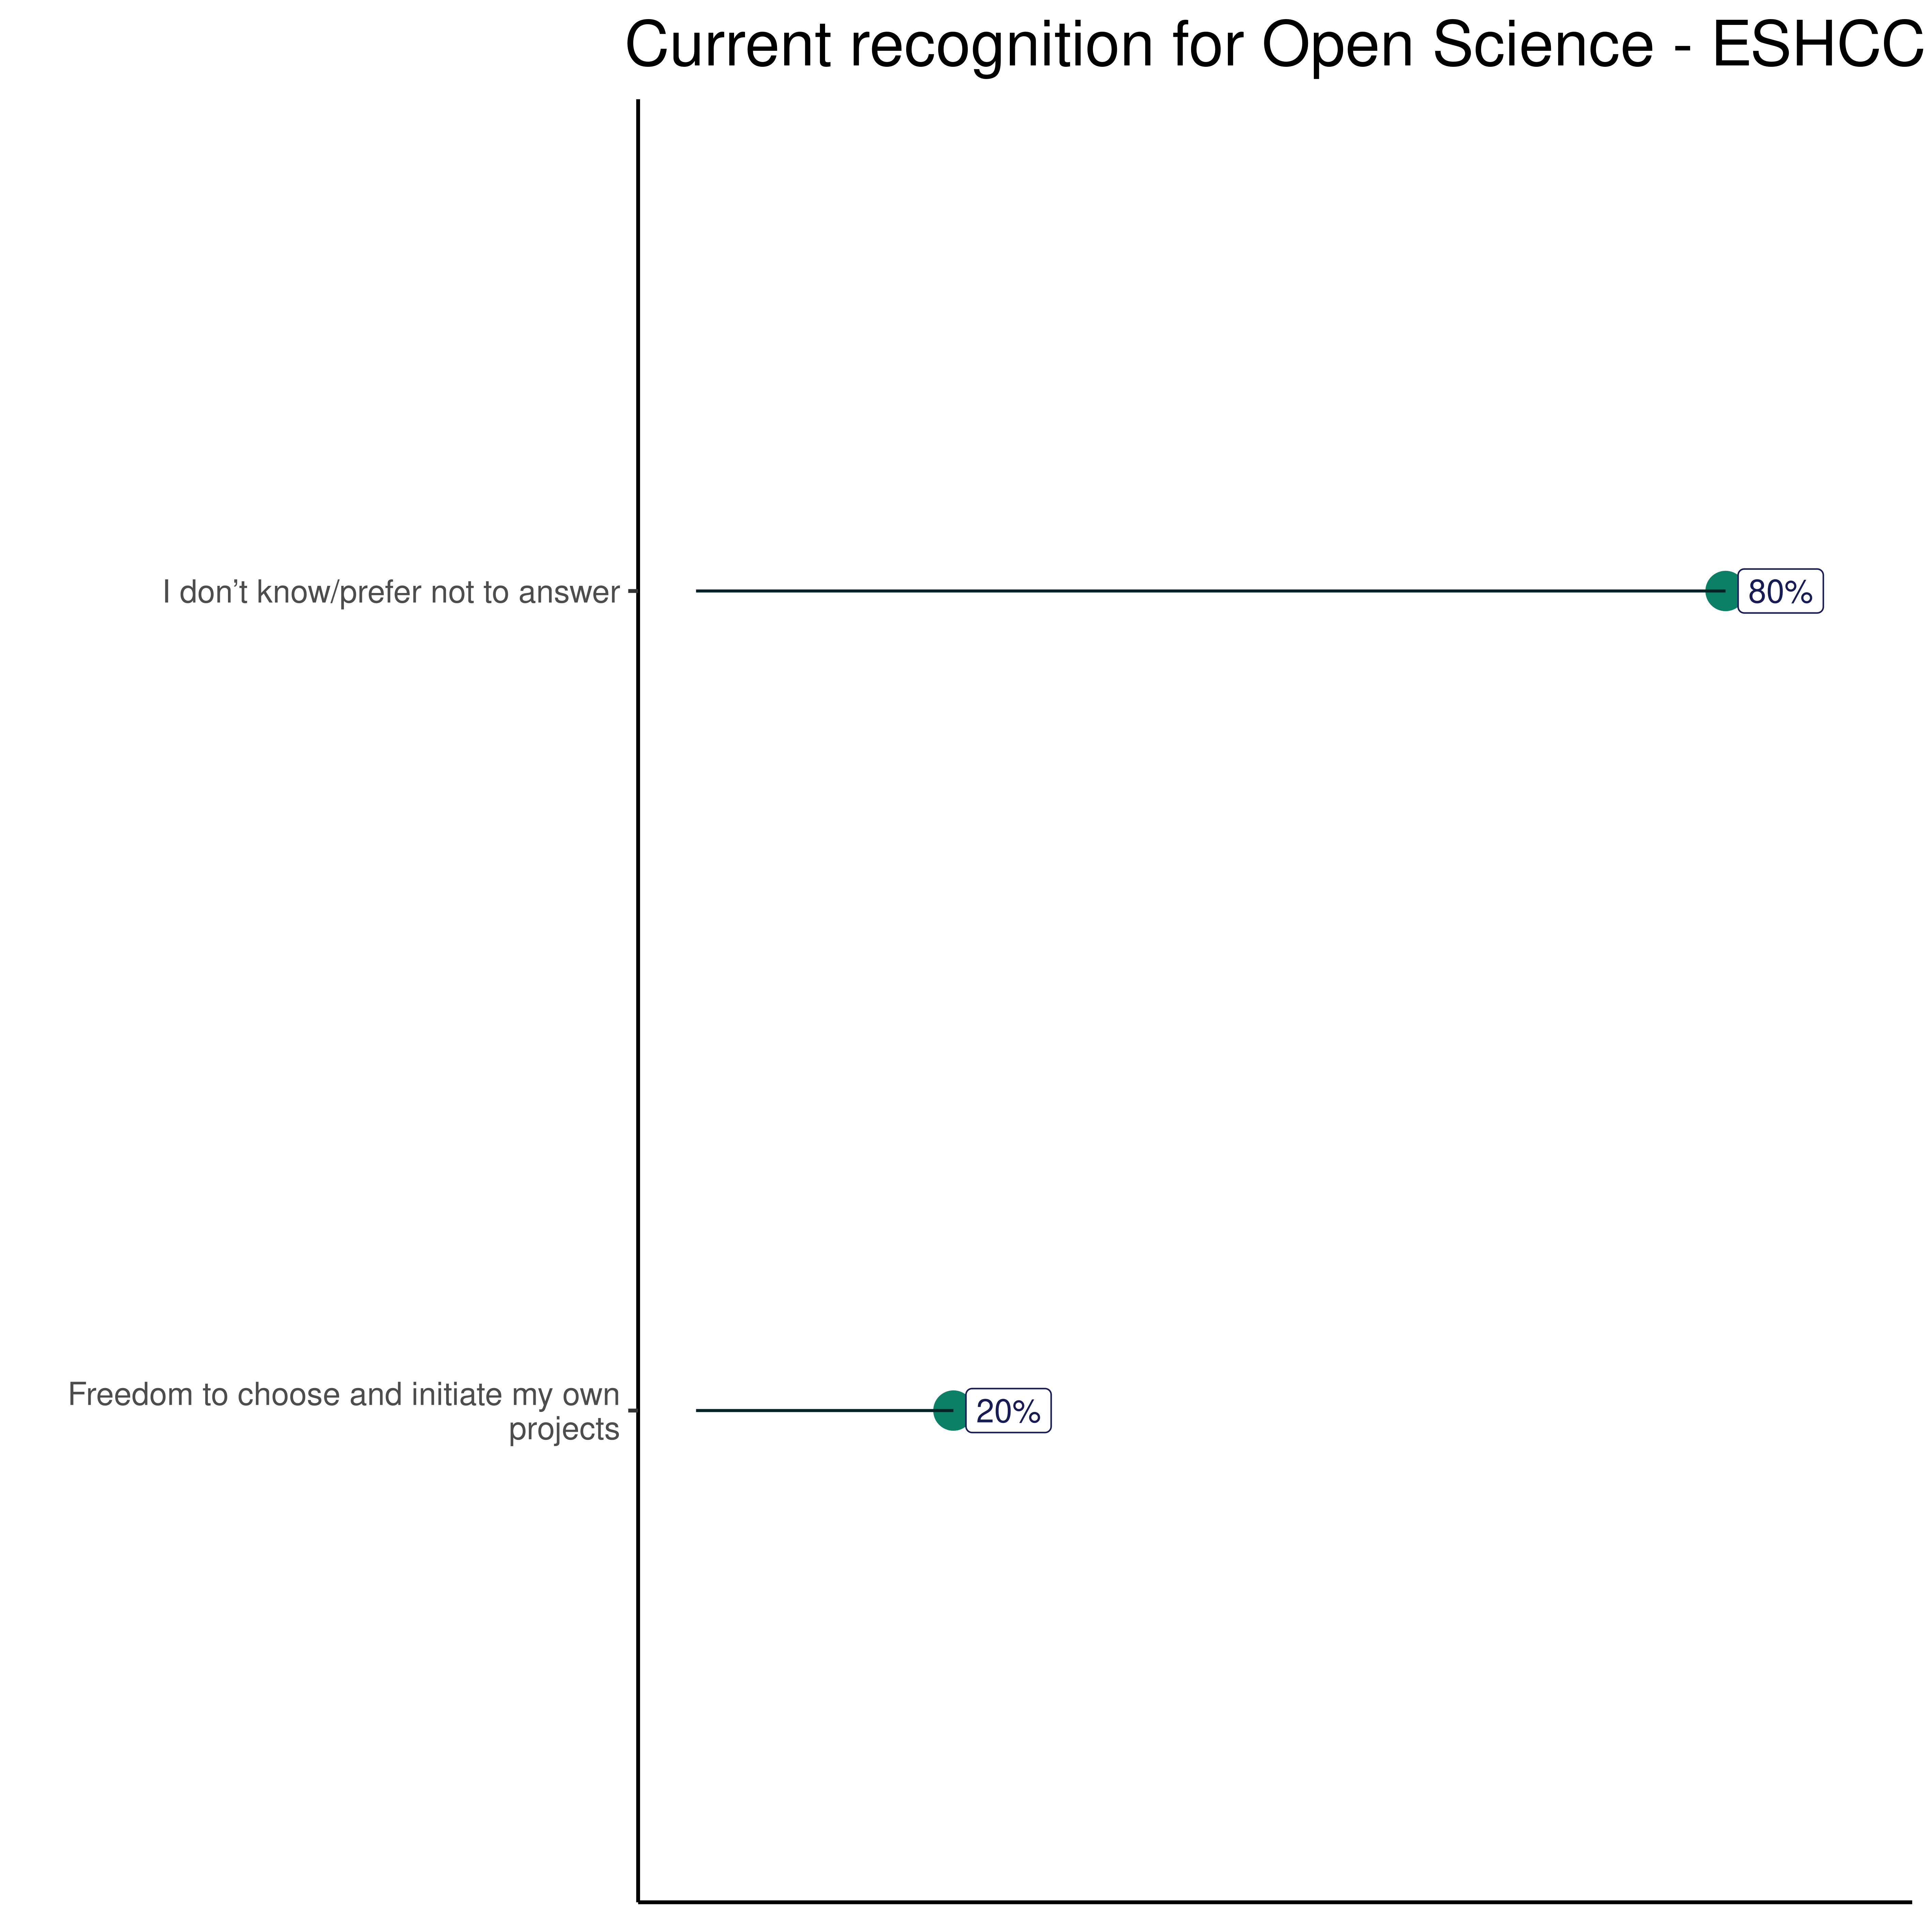 Current recognition for Open Science - ESHCC
I don’t know/prefer not to answer
80%
Freedom to choose and initiate my own
projects
20%